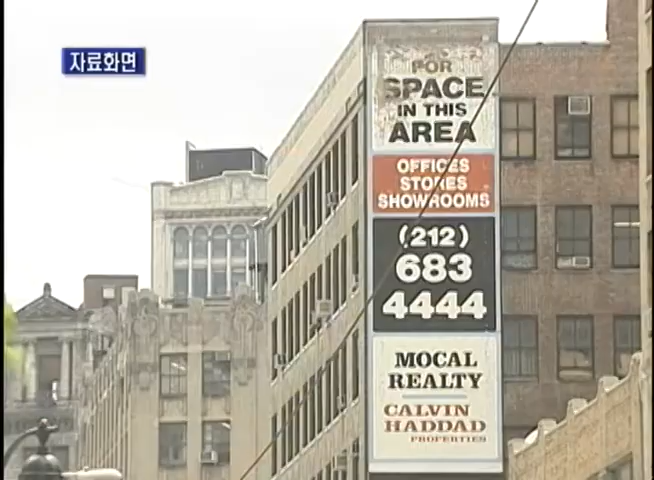 자료화면
FOR
SPACE
IN THIS
AREA
OFFICES
STORES
SHOWROOMS
(212)
683
4444
MOCAL
REALTY
CALVIN
HADDAD
PROPERTIES